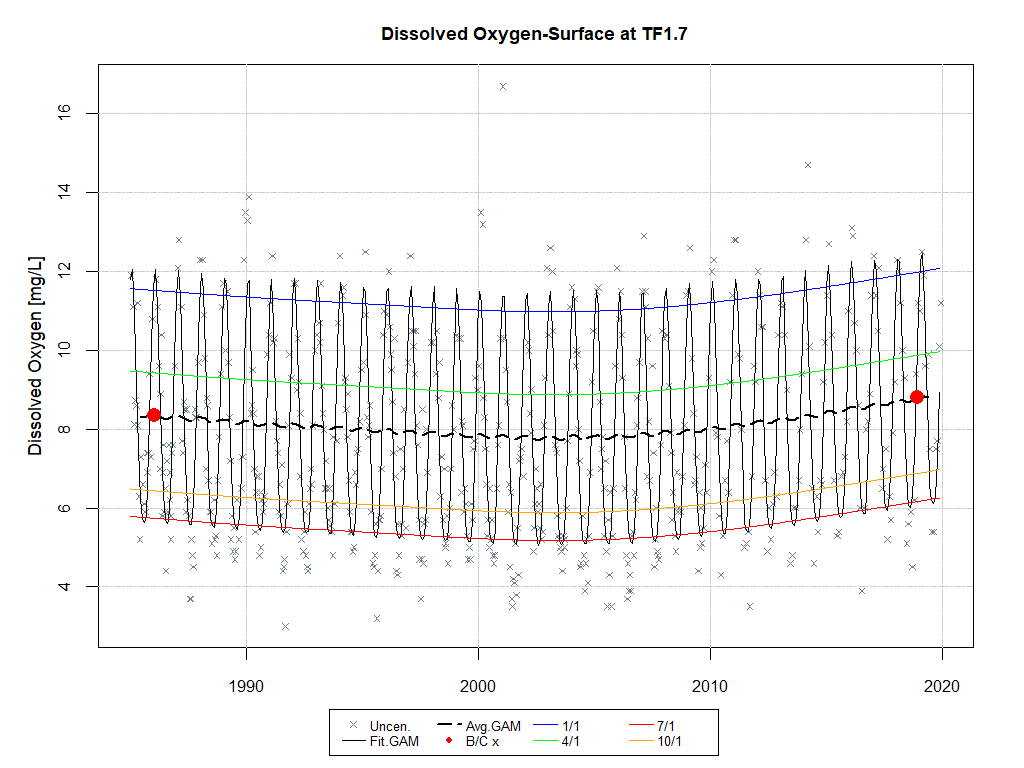 Dissolved Oxygen-Surface at TF1.7
Dissolved Oxygen [mg/L]
16
14
12
10
8
6
4
1990 2000 2010 2020
Uncen. Avg.GAM 1/1 7/1
Fit.GAM B/C x 4/1 10/1